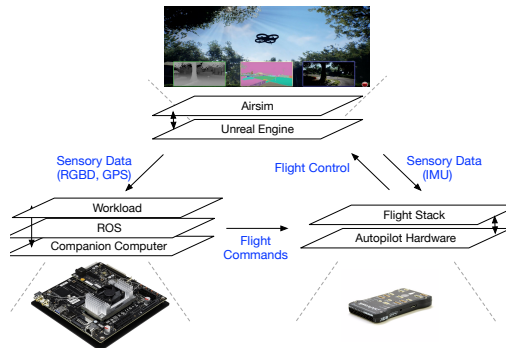 Airsim
Unreal Engine
Sensory Data
(RGBD, GPS)
Flight Control
Sensory Data
(IMU)
Workload
ROS
Companion Computer
Flight
Commands
Flight Stack
Autopilot Hardware